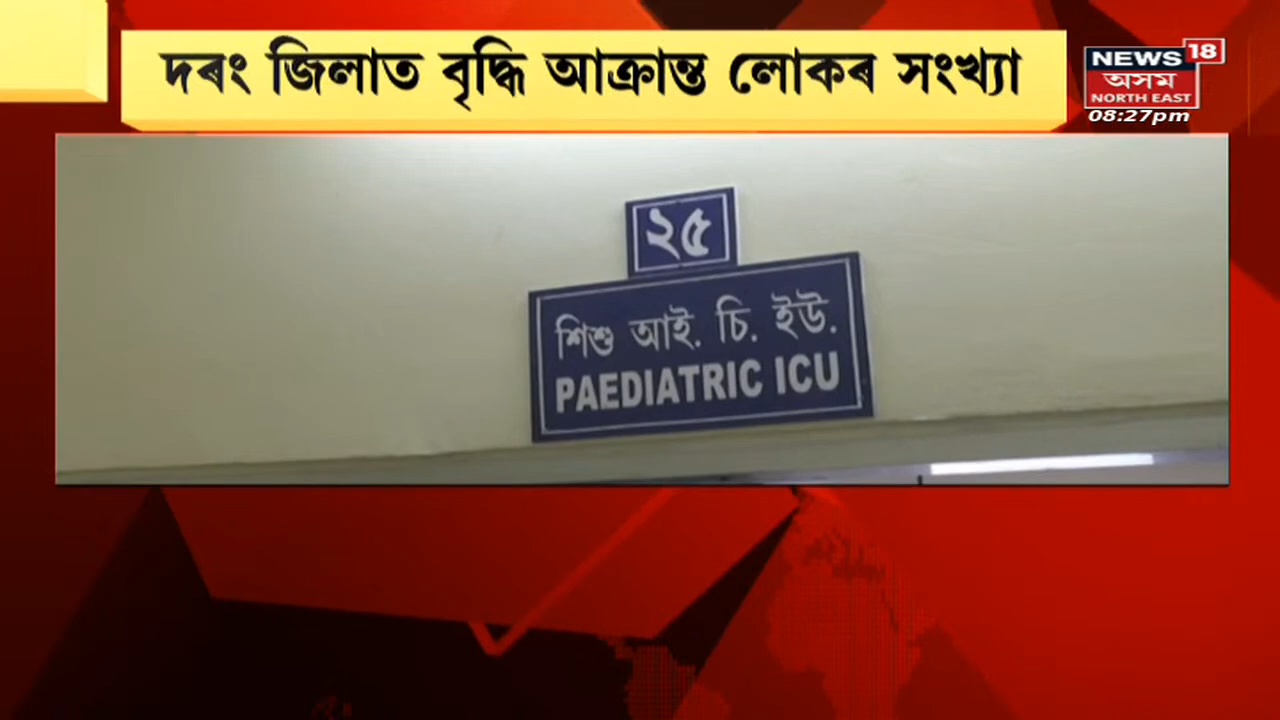 দৰং জিলাত বৃদ্ধি আক্ৰান্ত লোকৰ সংখ্যা
NEWS 18
অসম
NORTH EAST
08:27pm
২৫
শিশু আই. চি. ইউ.
PAEDIATRIC ICU